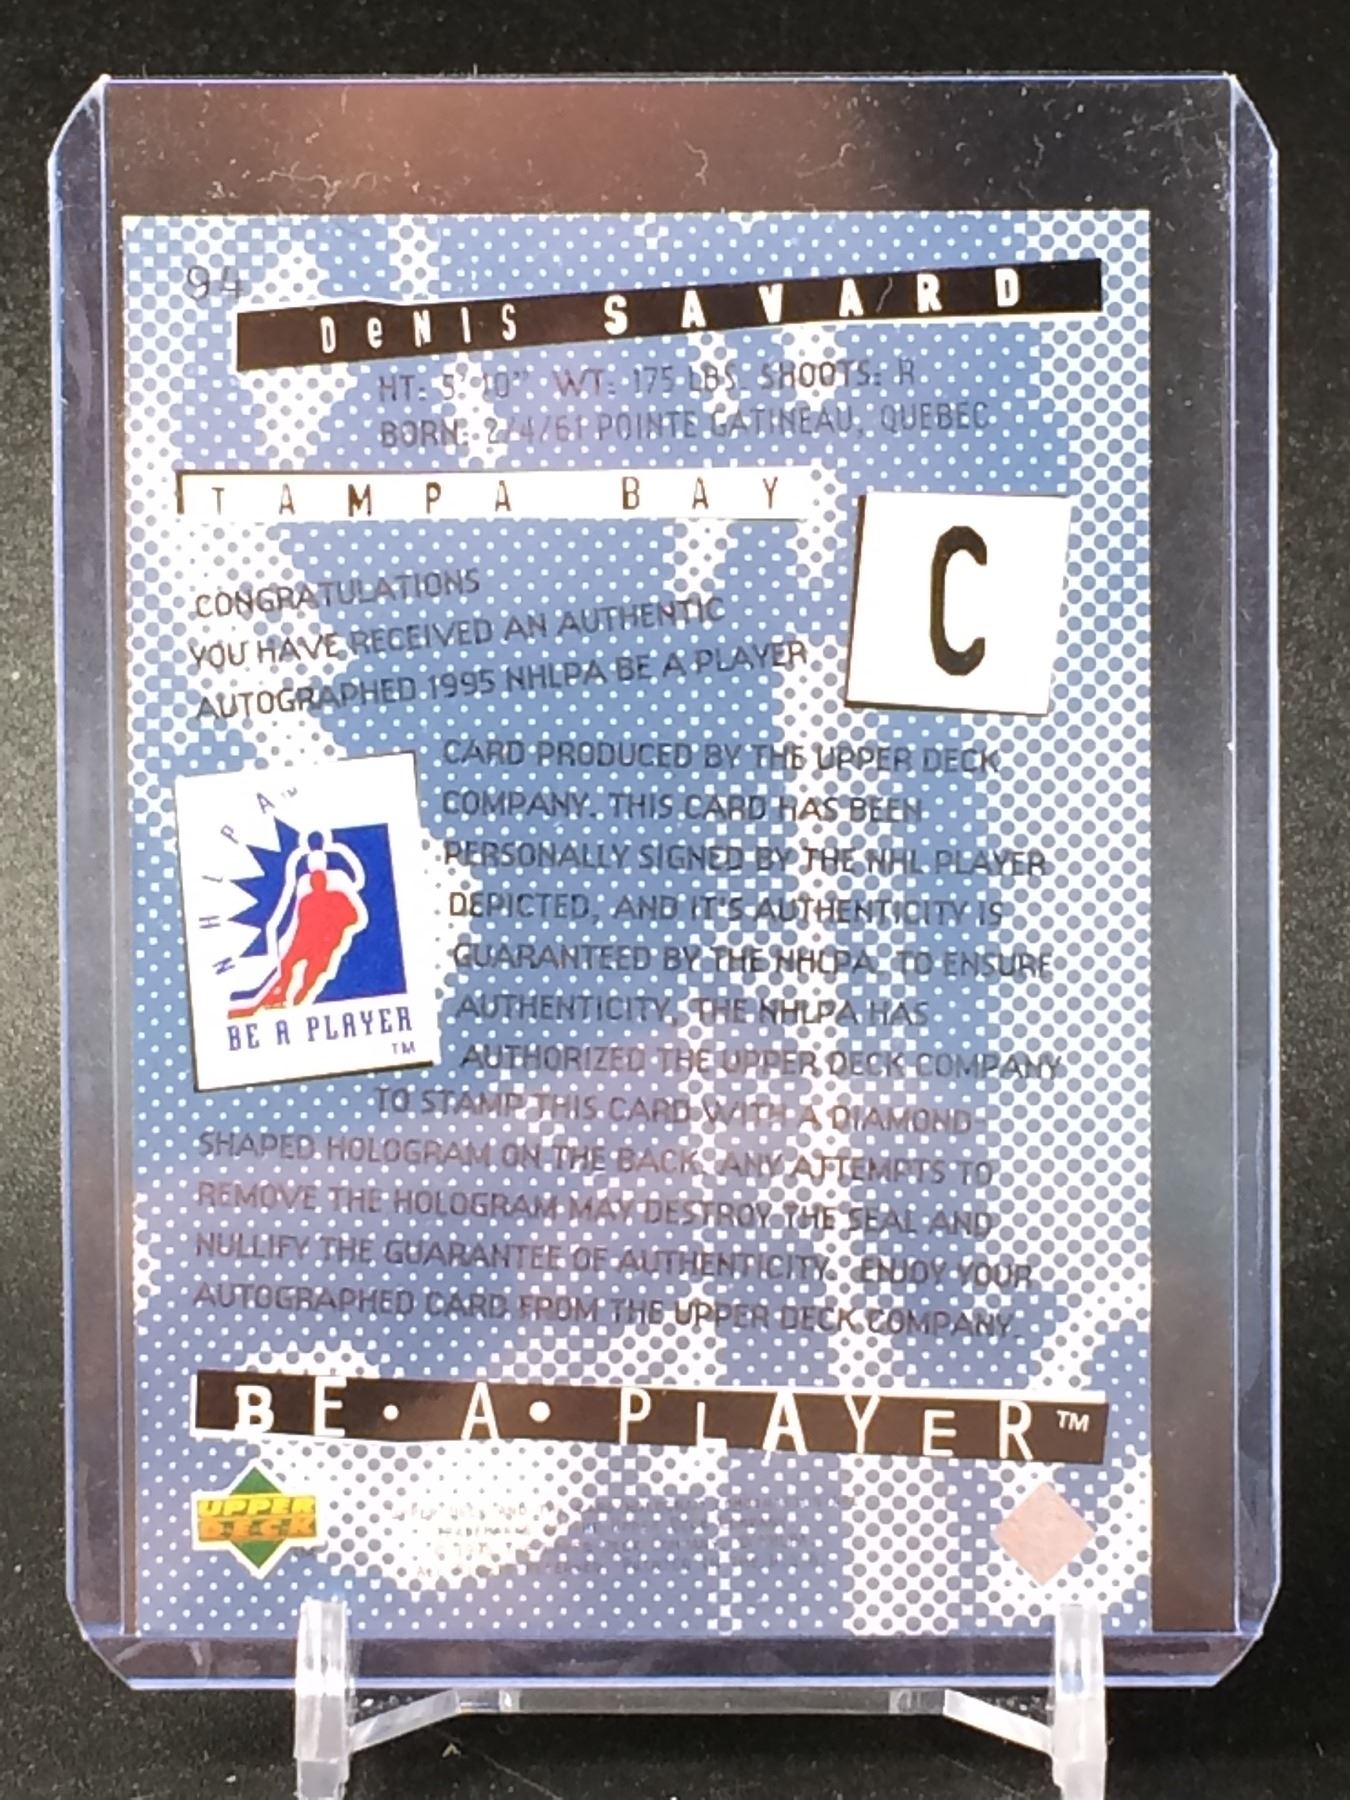 94
DeNIS SAVARD
HT: 5' 10" WT: 175 LBS. SHOOTS: R
BORN: 2/4/61 POINTE GATINEAU, QUEBEC
TAMPA BAY
C
CONGRATULATIONS
YOU HAVE RECEIVED AN AUTHENTIC
AUTOGRAPHED 1995 NHLPA BE A PLAYER
CARD PRODUCED BY THE UPPER DECK
COMPANY. THIS CARD HAS BEEN
PERSONALLY SIGNED BY THE NHL PLAYER
DEPICTED, AND IT'S AUTHENTICITY IS
GUARANTEED BY THE NHLPA. TO ENSURE
AUTHENTICITY, THE NHLPA HAS
AUTHORIZED THE UPPER DECK COMPANY
TO STAMP THIS CARD WITH A DIAMOND-
SHAPED HOLOGRAM ON THE BACK. ANY ATTEMPTS TO
REMOVE THE HOLOGRAM MAY DESTROY THE SEAL AND
NULLIFY THE GUARANTEE OF AUTHENTICITY. ENJOY YOUR
AUTOGRAPHED CARD FROM THE UPPER DECK COMPANY.
NHLPA™
BE A PLAYER
™
BE • A • PLAYER™
UPPER
DECK